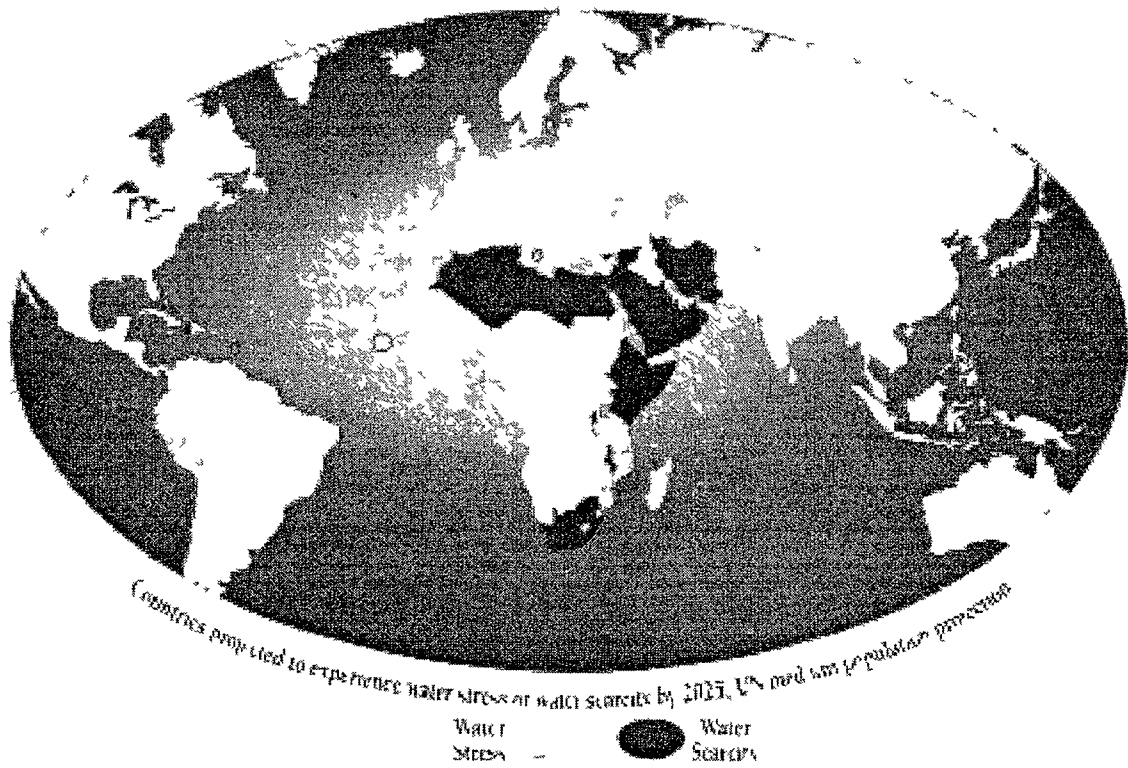 Countries projected to experience water stress or water scarcity by 2025, UN medium population projection
Water
Stress
Water
Scarcity